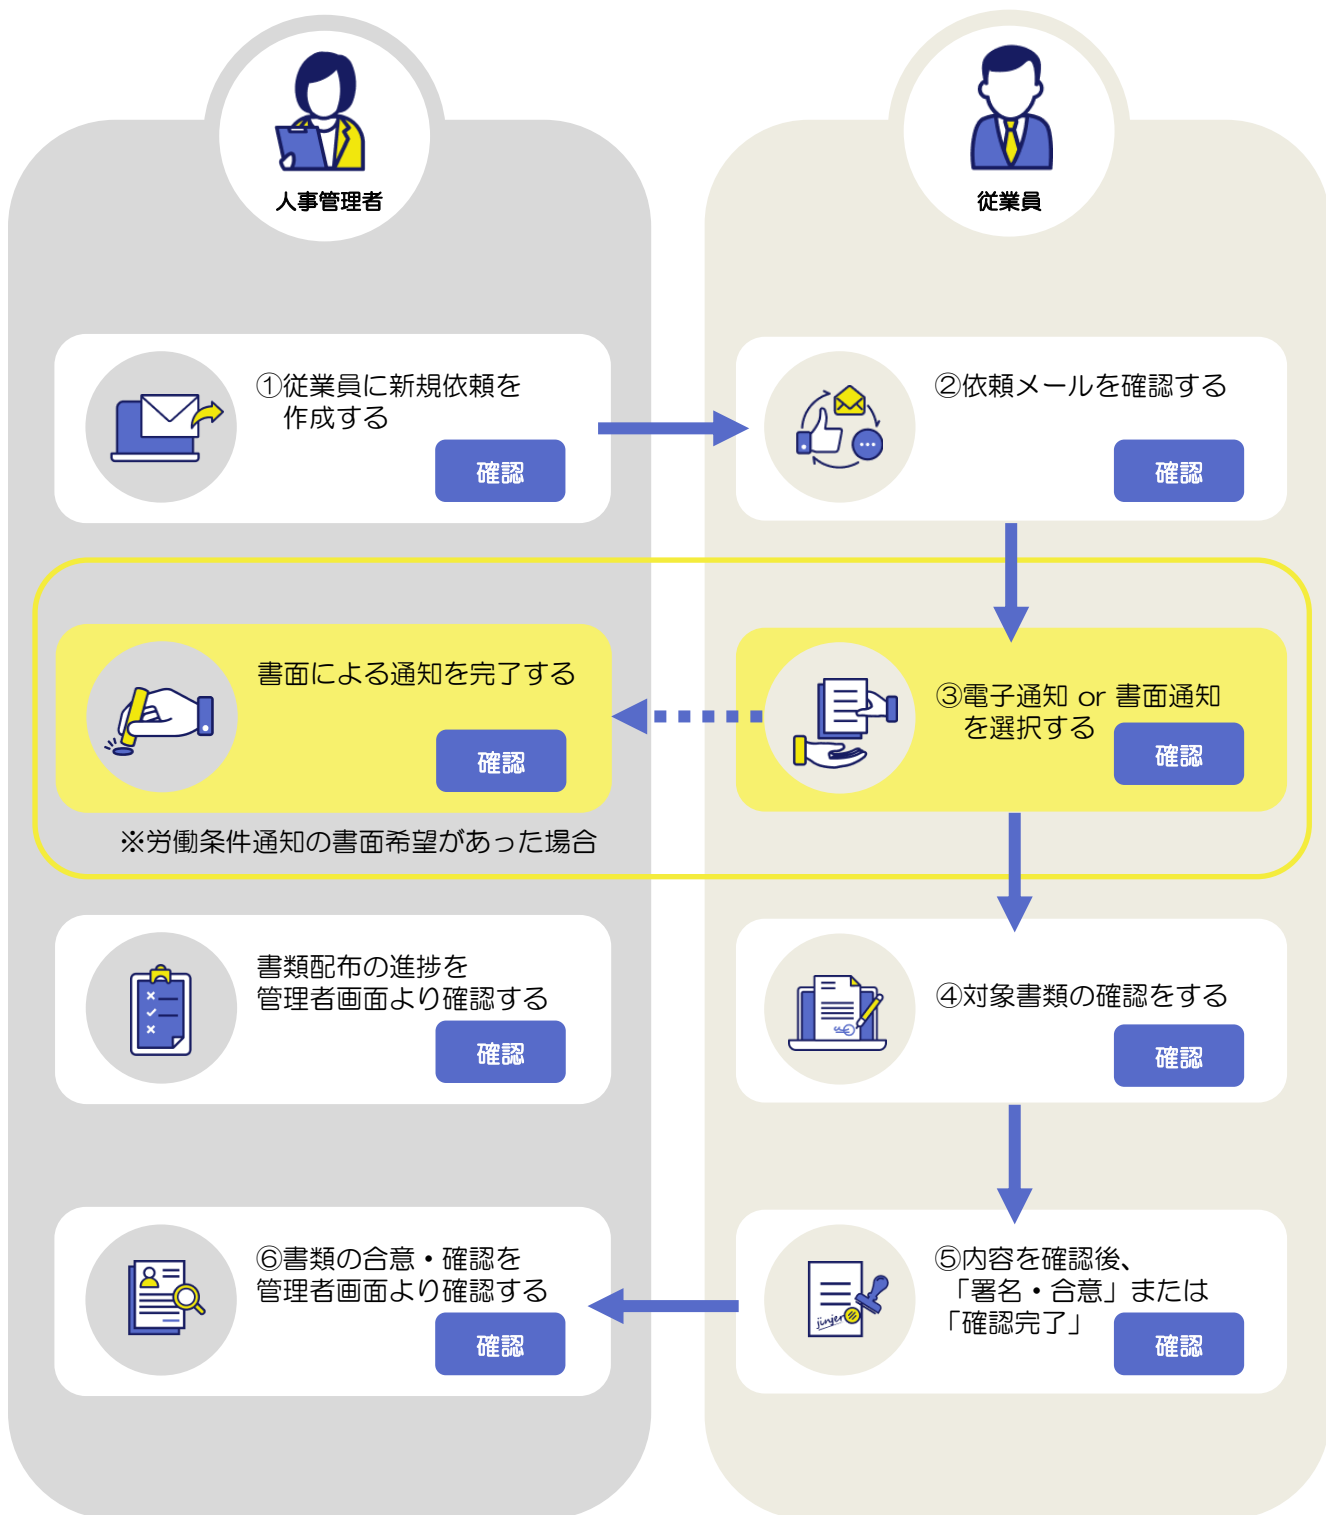 人事管理者
従業員
①従業員に新規依頼を
作成する
確認
②依頼メールを確認する
確認
書面による通知を完了する
確認
※労働条件通知の書面希望があった場合
③電子通知 or 書面通知
を選択する
確認
書類配布の進捗を
管理者画面より確認する
確認
④対象書類の確認をする
確認
⑥書類の合意・確認を
管理者画面より確認する
確認
⑤内容を確認後、
「署名・合意」または
「確認完了」
確認
jinjer